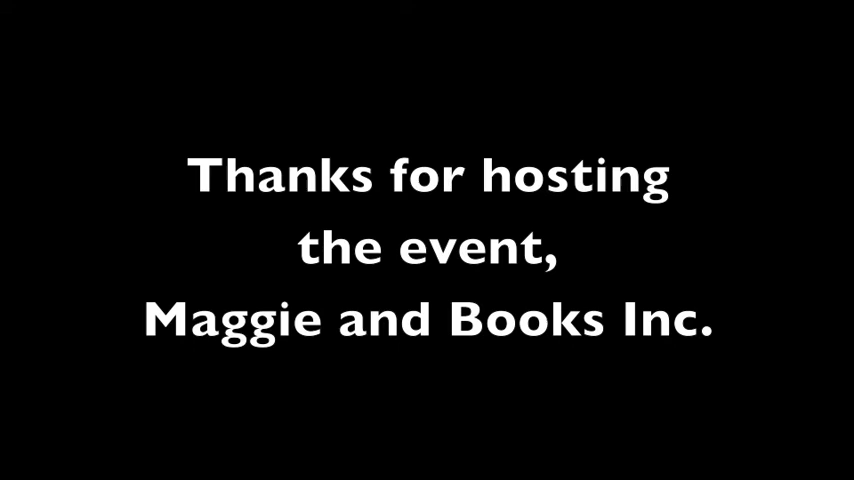 Thanks for hosting
the event,
Maggie and Books Inc.